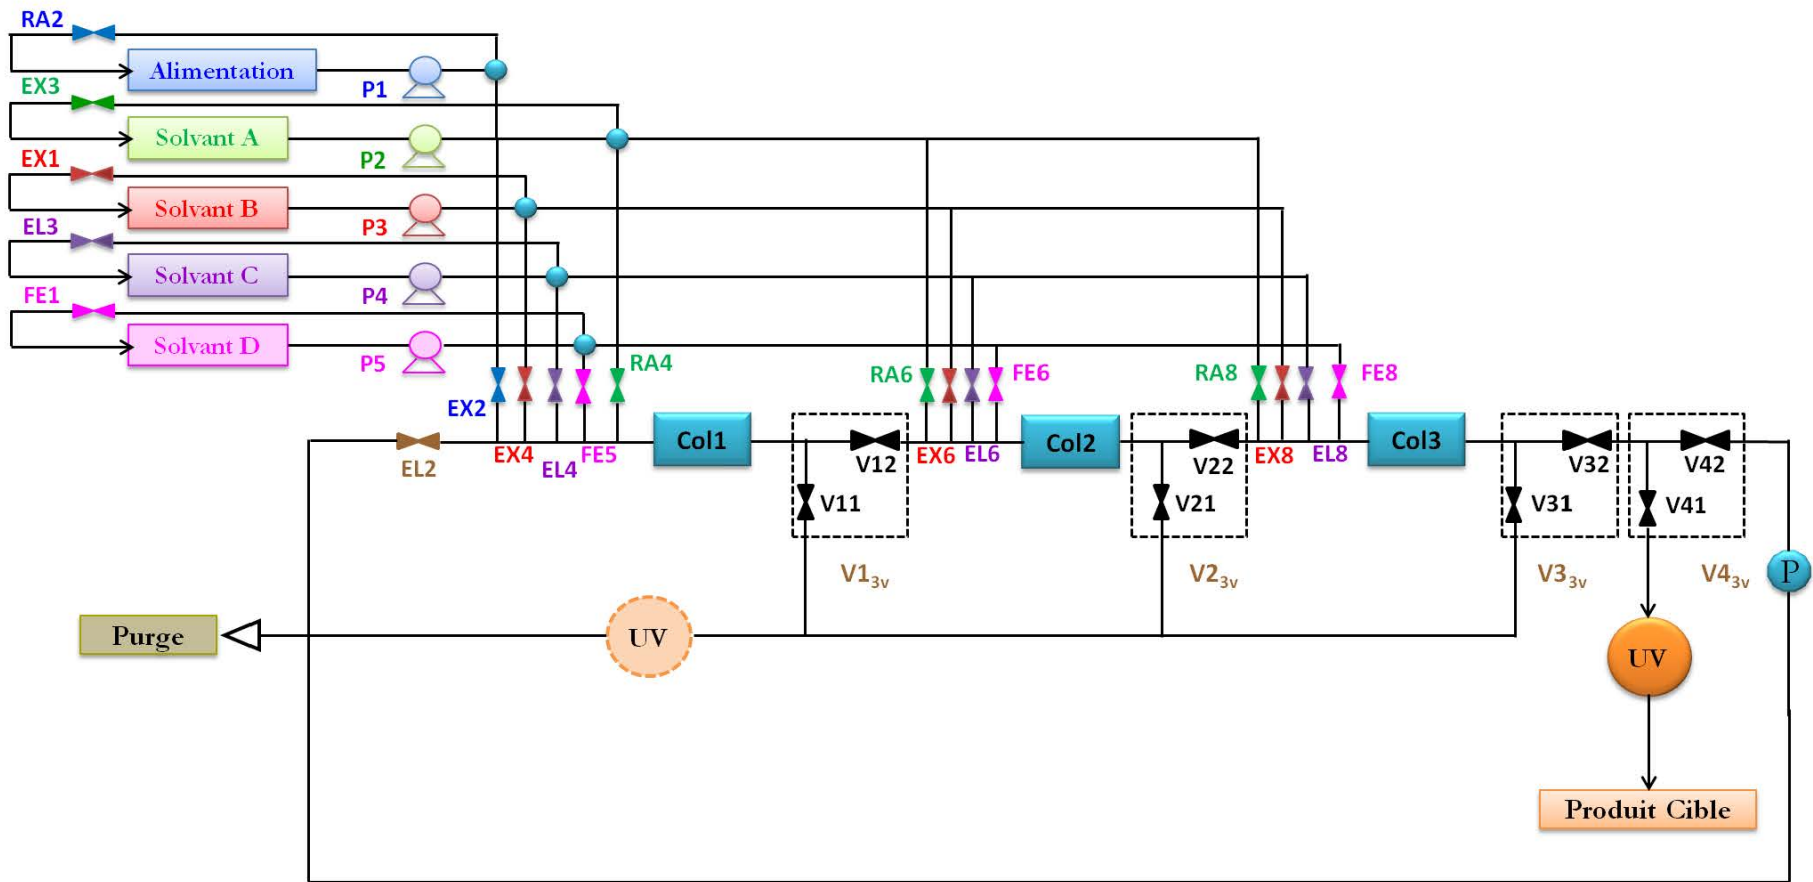 RA2
Alimentation
P1
EX3
Solvant A
P2
EX1
Solvant B
P3
EL3
Solvant C
P4
FE1
Solvant D
P5
RA4
RA6
FE6
RA8
FE8
EX2
Col1
Col2
Col3
EL2
EX4
EL4
FE5
V12
EX6
EL6
V22
EX8
EL8
V32
V42
V11
V21
V31
V41
V13v
V23v
V33v
V43v
P
Purge
UV
UV
Produit Cible